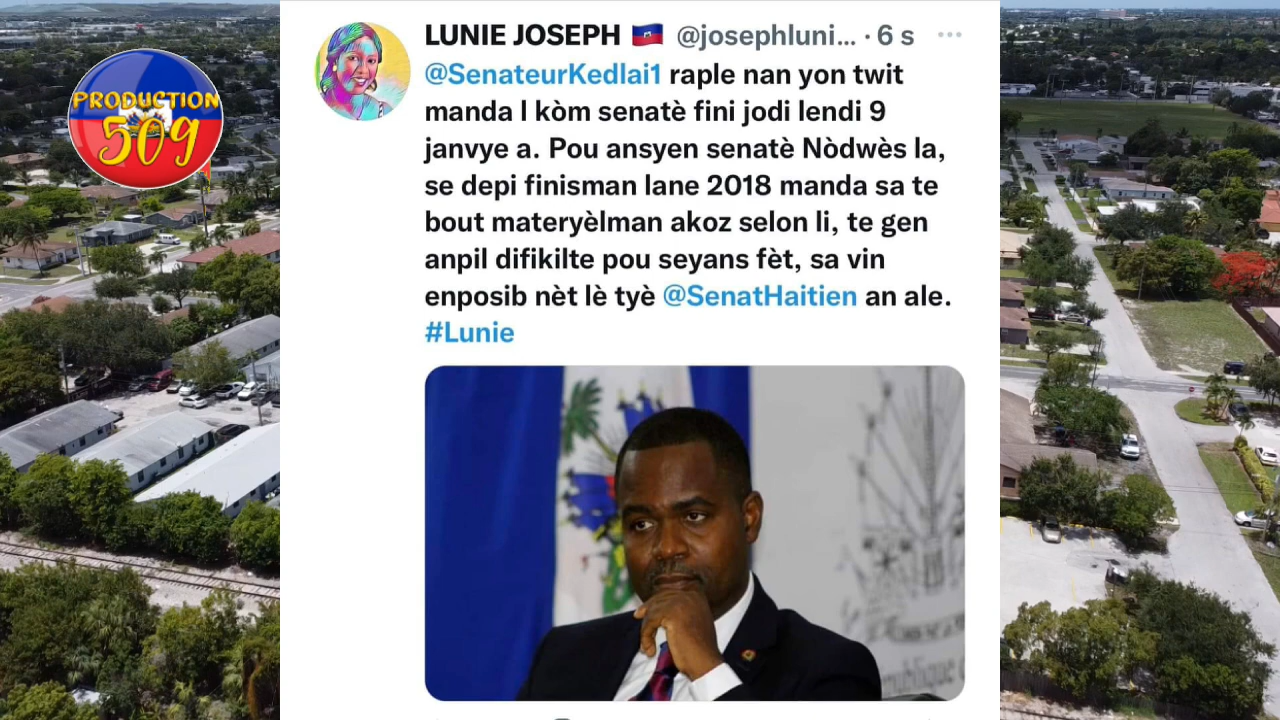 PRODUCTION
509
LUNIE JOSEPH 🇭🇹 @josephluni... · 6 s
@SenateurKedlai1 raple nan yon twit
manda l kòm senatè fini jodi lendi 9
janvye a. Pou ansyen senatè Nòdwès la,
se depi finisman lane 2018 manda sa te
bout materyèlman akoz selon li, te gen
anpil difikilte pou seyans fèt, sa vin
enposib nèt lè tyè @SenatHaitien an ale.
#Lunie
publique